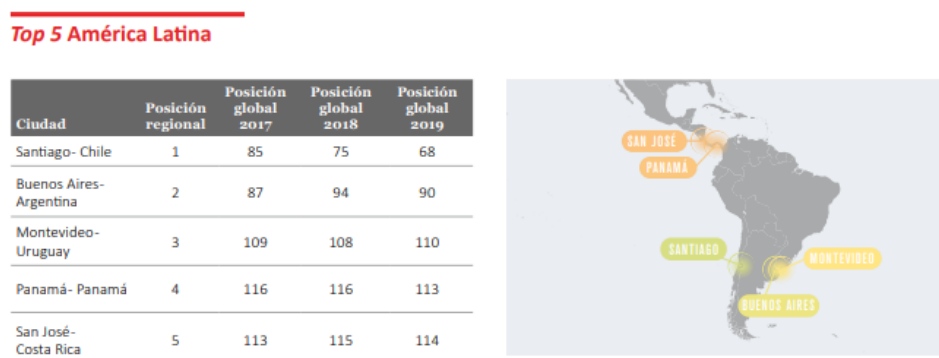 Top 5 América Latina
Ciudad Posición regional Posición global 2017 Posición global 2018 Posición global 2019
Santiago- Chile 1 85 75 68
Buenos Aires- Argentina 2 87 94 90
Montevideo- Uruguay 3 109 108 110
Panamá- Panamá 4 116 116 113
San José- Costa Rica 5 113 115 114
SAN JOSÉ
PANAMÁ
SANTIAGO
MONTEVIDEO
BUENOS AIRES